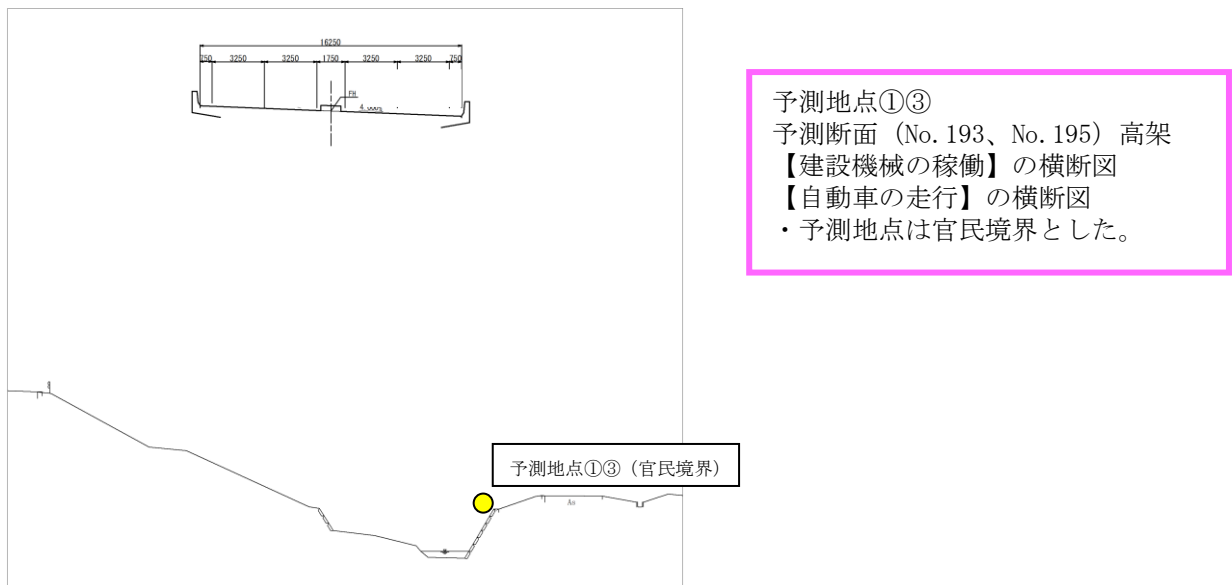 16250
750 3250 3250 1750 3250 3250 750
FH
予測地点①③
予測断面（No.193、No.195）高架
【建設機械の稼働】の横断図
【自動車の走行】の横断図
・予測地点は官民境界とした。
予測地点①③（官民境界）
As